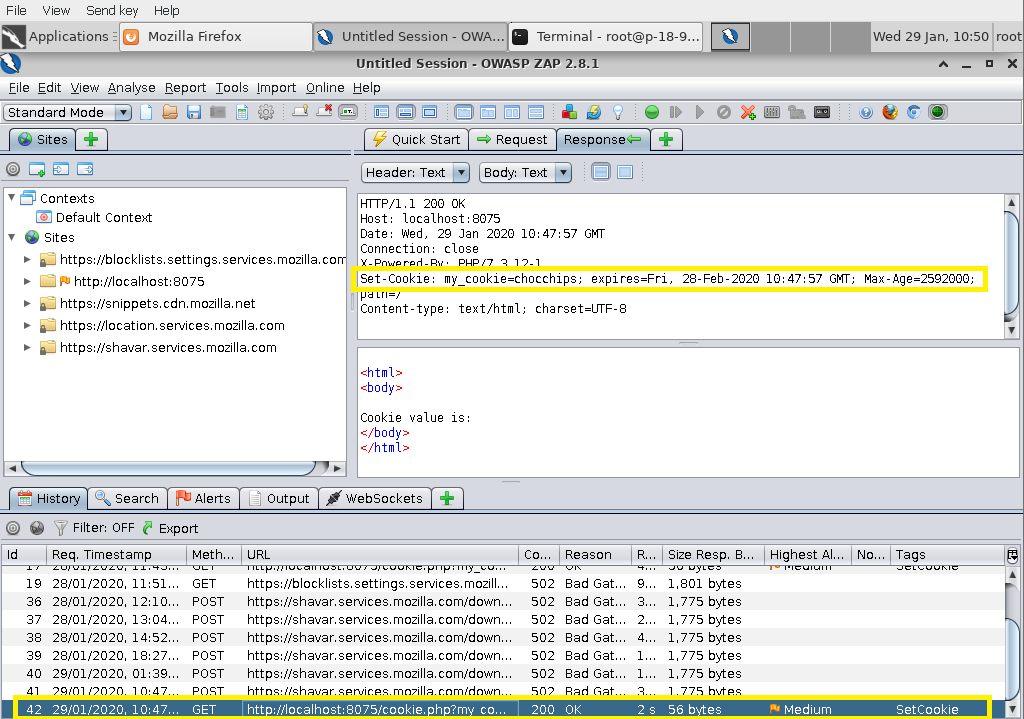 File View Send key Help
Applications Mozilla Firefox Untitled Session - OWA... Terminal - root@p-18-9... Wed 29 Jan, 10:50 root
Untitled Session - OWASP ZAP 2.8.1
File Edit View Analyse Report Tools Import Online Help
Standard Mode
Sites
Quick Start Request Response
Header: Text Body: Text
Contexts
Default Context
Sites
https://blocklists.settings.services.mozilla.com
http://localhost:8075
https://snippets.cdn.mozilla.net
https://location.services.mozilla.com
https://shavar.services.mozilla.com
HTTP/1.1 200 OK
Host: localhost:8075
Date: Wed, 29 Jan 2020 10:47:57 GMT
Connection: close
X-Powered-By: PHP/7.3.12-1
Set-Cookie: my_cookie=chocchips; expires=Fri, 28-Feb-2020 10:47:57 GMT; Max-Age=2592000;
path=/
Content-type: text/html; charset=UTF-8
<html>
<body>
Cookie value is:
</body>
</html>
History Search Alerts Output WebSockets
Filter: OFF Export
Id Req. Timestamp Meth... URL Co... Reason R... Size Resp. B... Highest Al... No... Tags
17 28/01/2020, 11:43... GET http://localhost:8075/cookie.php?my_co... 200 OK 4... 56 bytes Medium SetCookie
19 28/01/2020, 11:51... GET https://blocklists.settings.services.mozill... 502 Bad Gat... 9... 1,801 bytes
36 28/01/2020, 12:10... POST https://shavar.services.mozilla.com/down... 502 Bad Gat... 3... 1,775 bytes
37 28/01/2020, 13:04... POST https://shavar.services.mozilla.com/down... 502 Bad Gat... 2... 1,775 bytes
38 28/01/2020, 14:52... POST https://shavar.services.mozilla.com/down... 502 Bad Gat... 4... 1,775 bytes
39 28/01/2020, 18:27... POST https://shavar.services.mozilla.com/down... 502 Bad Gat... 1... 1,775 bytes
40 29/01/2020, 01:39... POST https://shavar.services.mozilla.com/down... 502 Bad Gat... 1... 1,775 bytes
41 29/01/2020, 10:47... POST https://shavar.services.mozilla.com/down... 502 Bad Gat... 3... 1,775 bytes
42 29/01/2020, 10:47... GET http://localhost:8075/cookie.php?my_co... 200 OK 2 s 56 bytes Medium SetCookie